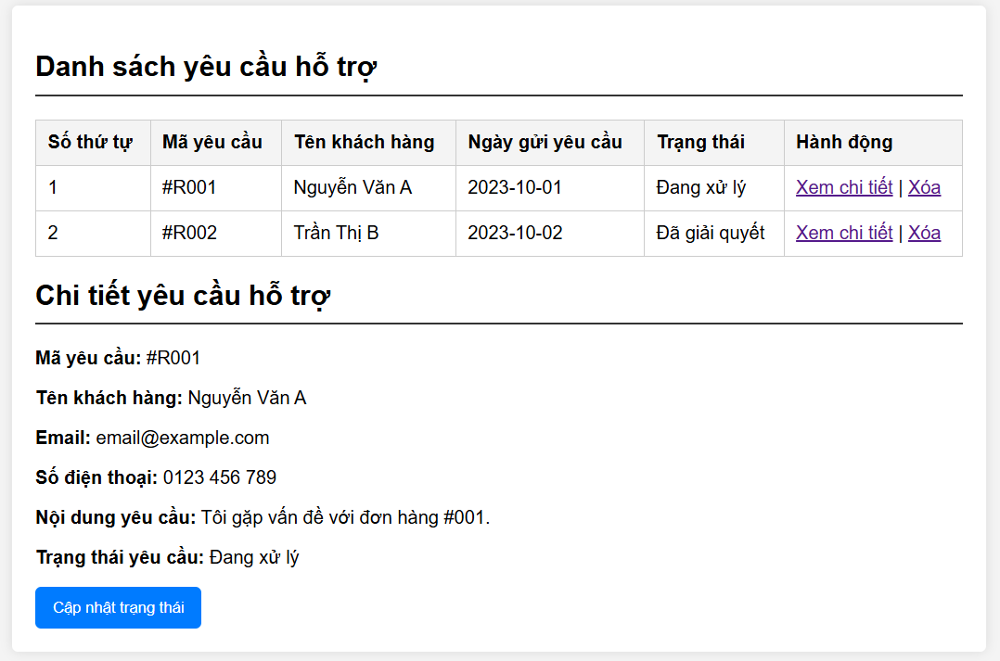 Danh sách yêu cầu hỗ trợ
Số thứ tự Mã yêu cầu Tên khách hàng Ngày gửi yêu cầu Trạng thái Hành động
1 #R001 Nguyễn Văn A 2023-10-01 Đang xử lý Xem chi tiết | Xóa
2 #R002 Trần Thị B 2023-10-02 Đã giải quyết Xem chi tiết | Xóa
Chi tiết yêu cầu hỗ trợ
Mã yêu cầu: #R001
Tên khách hàng: Nguyễn Văn A
Email: email@example.com
Số điện thoại: 0123 456 789
Nội dung yêu cầu: Tôi gặp vấn đề với đơn hàng #001.
Trạng thái yêu cầu: Đang xử lý
Cập nhật trạng thái